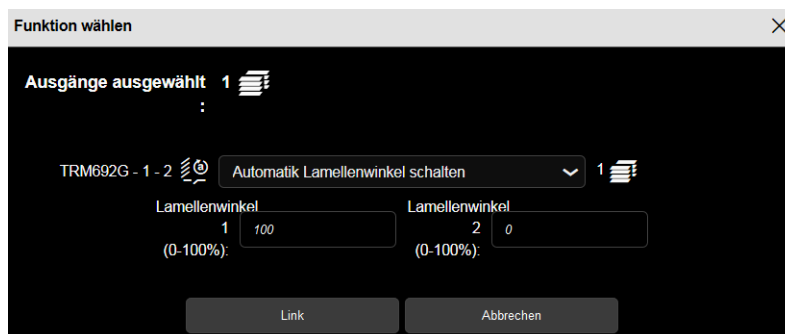 Funktion wählen
Ausgänge ausgewählt 1
:
TRM692G - 1 - 2 a Automatik Lamellenwinkel schalten 1
Lamellenwinkel Lamellenwinkel
1 100 2 0
(0-100%): (0-100%):
Link Abbrechen